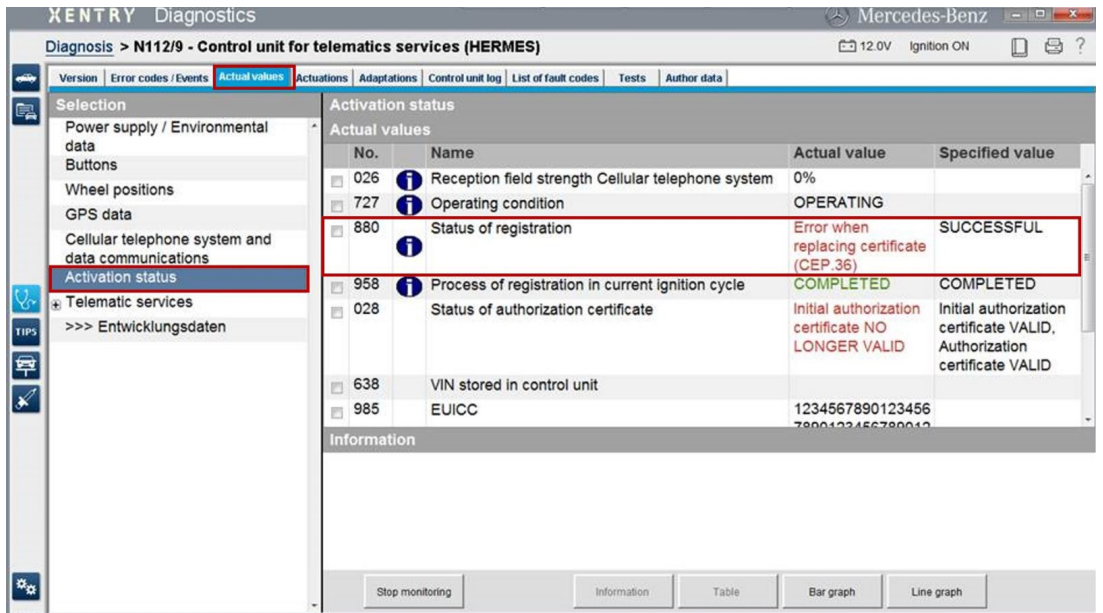 XENTRY Diagnostics
Mercedes-Benz
Diagnosis > N112/9 - Control unit for telematics services (HERMES)
12.0V Ignition ON
Version Error codes / Events Actual values Actuations Adaptations Control unit log List of fault codes Tests Author data
Selection
Power supply / Environmental
data
Buttons
Wheel positions
GPS data
Cellular telephone system and
data communications
Activation status
Telematic services
>>> Entwicklungsdaten
TIPS
Activation status
Actual values
No. Name Actual value Specified value
026 Reception field strength Cellular telephone system 0%
727 Operating condition OPERATING
880 Status of registration Error when SUCCESSFUL
replacing certificate
(CEP.36)
958 Process of registration in current ignition cycle COMPLETED COMPLETED
028 Status of authorization certificate Initial authorization Initial authorization
certificate NO certificate VALID,
LONGER VALID Authorization
certificate VALID
638 VIN stored in control unit
985 EUICC 1234567890123456
7890123456789012
Information
Stop monitoring Information Table Bar graph Line graph